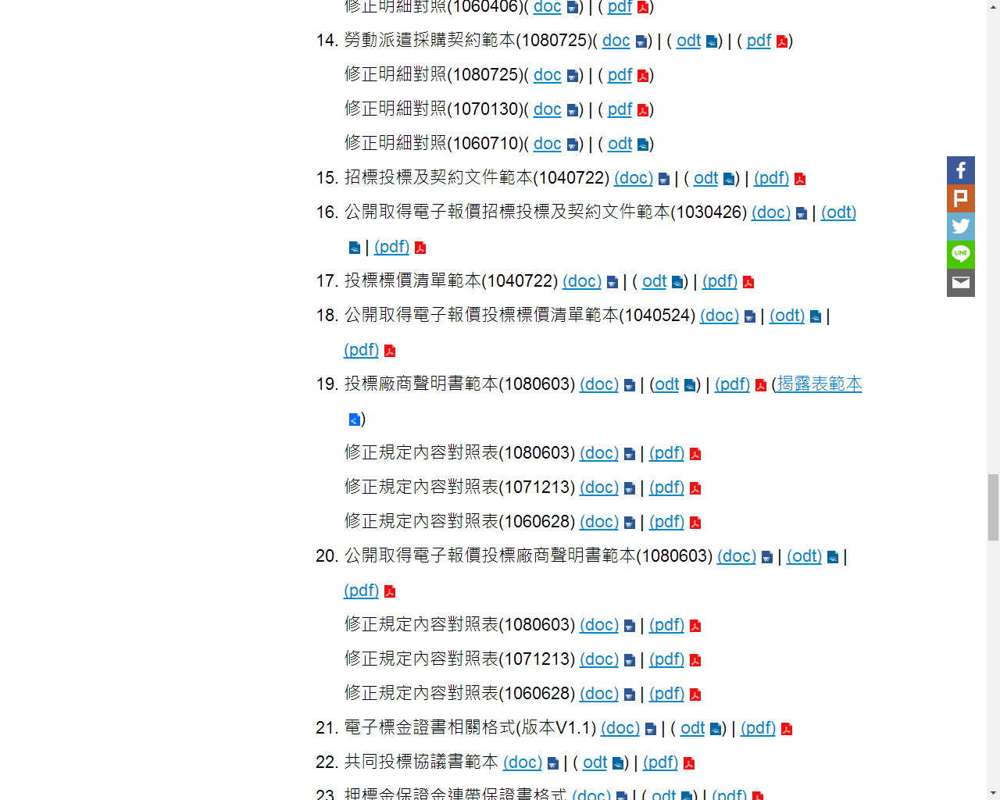 修正明細對照(1060406)( doc ) | ( pdf )
14. 勞動派遣採購契約範本(1080725)( doc ) | ( odt ) | ( pdf )
修正明細對照(1080725)( doc ) | ( pdf )
修正明細對照(1070130)( doc ) | ( pdf )
修正明細對照(1060710)( doc ) | ( odt )
15. 招標投標及契約文件範本(1040722) (doc) | ( odt ) | (pdf)
16. 公開取得電子報價招標投標及契約文件範本(1030426) (doc) | (odt)
| (pdf)
17. 投標標價清單範本(1040722) (doc) | ( odt ) | (pdf)
18. 公開取得電子報價投標標價清單範本(1040524) (doc) | (odt) |
(pdf)
19. 投標廠商聲明書範本(1080603) (doc) | (odt ) | (pdf) (揭露表範本
)
修正規定內容對照表(1080603) (doc) | (pdf)
修正規定內容對照表(1071213) (doc) | (pdf)
修正規定內容對照表(1060628) (doc) | (pdf)
20. 公開取得電子報價投標廠商聲明書範本(1080603) (doc) | (odt) |
(pdf)
修正規定內容對照表(1080603) (doc) | (pdf)
修正規定內容對照表(1071213) (doc) | (pdf)
修正規定內容對照表(1060628) (doc) | (pdf)
21. 電子標金證書相關格式(版本V1.1) (doc) | ( odt ) | (pdf)
22. 共同投標協議書範本 (doc) | ( odt ) | (pdf)
23. 押標金保證金連帶保證書格式 (doc) | ( odt ) | (pdf)
LINE